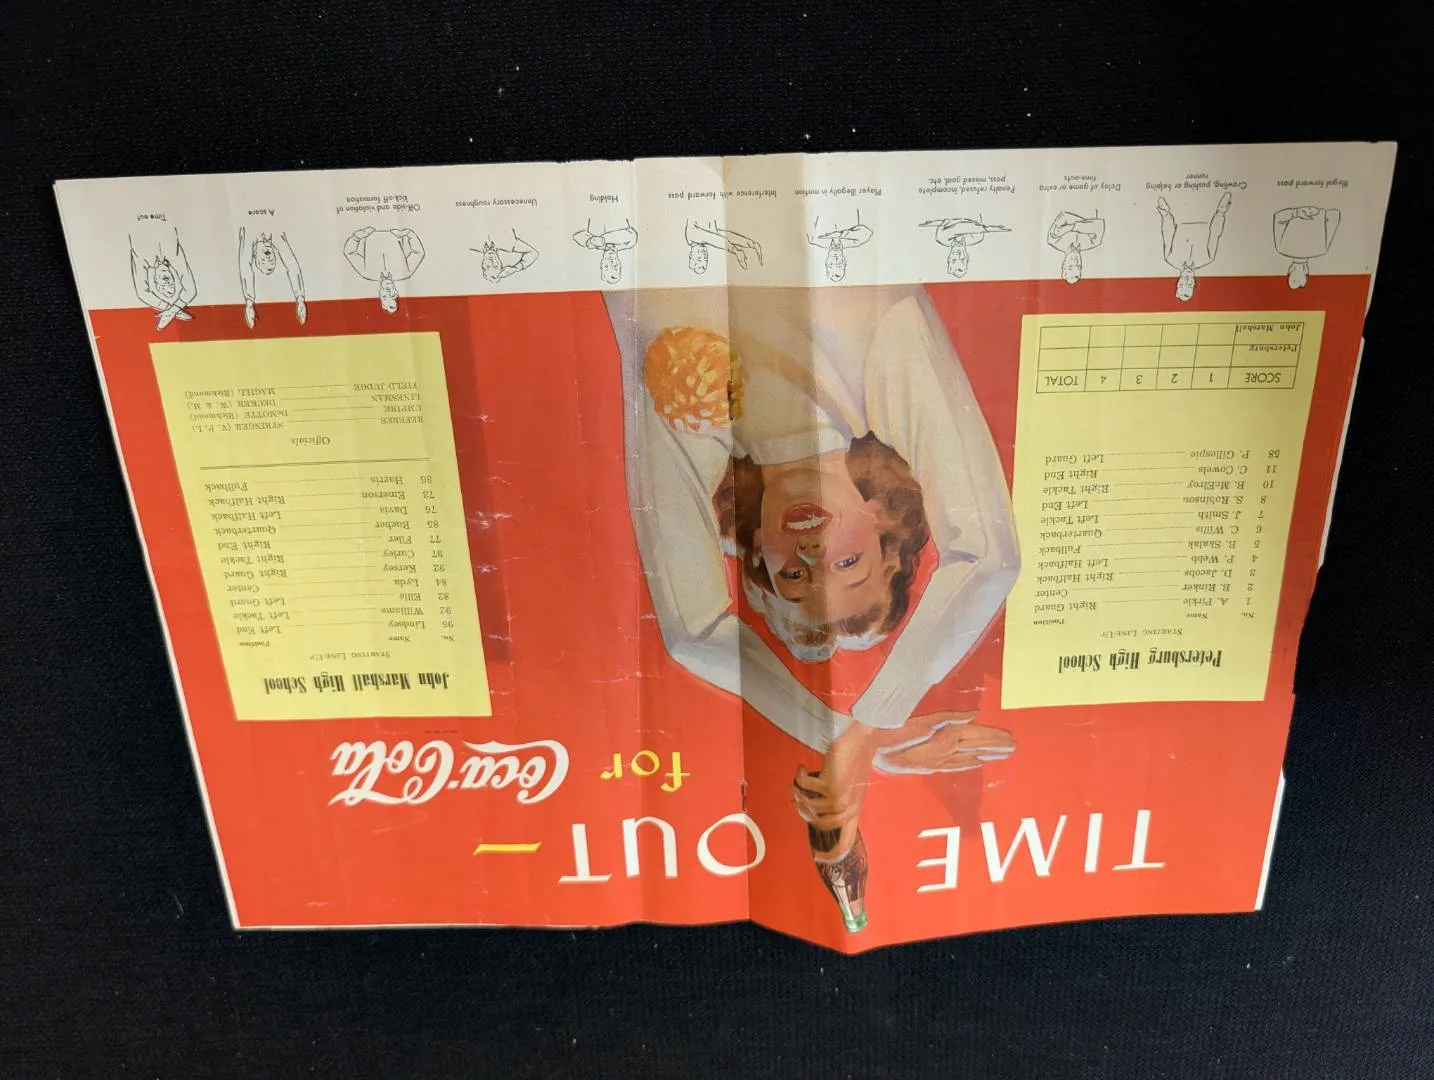 TIME OUT —
for Coca-Cola
Petersburg High School
STARTING LINE-UP
No. Name Position
1 A. Pirkle Right Guard
2 B. Rinker Center
3 D. Jacobs Right Halfback
4 P. Webb Left Halfback
5 B. Skalak Fullback
6 C. Willis Quarterback
7 J. Smith Left Tackle
8 S. Robinson Left End
10 B. McElroy Right Tackle
11 C. Cowels Right End
58 P. Gillespie Left Guard
SCORE 1 2 3 4 TOTAL
Petersburg
John Marshall
John Marshall High School
STARTING LINE-UP
No. Name Position
95 Lindsey Left End
92 Williams Left Tackle
82 Ellis Left Guard
84 Lyda Center
92 Kersey Right Guard
97 Curley Right Tackle
77 Filer Right End
85 Bucher Quarterback
76 Davis Left Halfback
73 Emerson Right Halfback
86 Harris Fullback
Officials
REFEREE STRINGER (V. P. I.)
UMPIRE DeMOTTE (Richmond)
LINESMAN DECKER (W. & M.)
FIELD JUDGE MAGILL (Richmond)
Illegal forward pass
Crawling, pushing or helping runner
Delay of game or extra time-outs
Penalty refused, incomplete pass, missed goal, etc.
Player illegally in motion
Interference with forward pass
Holding
Unnecessary roughness
Off-side and violation of kick-off formation
A score
Time out